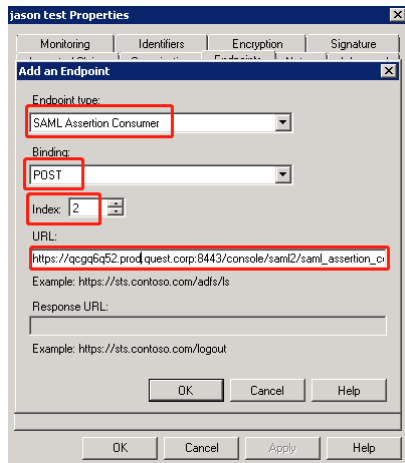 jason test Properties
Monitoring Identifiers Encryption Signature
Endpoints
Add an Endpoint
Endpoint type:
SAML Assertion Consumer
Binding:
POST
Index: 2
URL:
https://qcgq6q52.prod.quest.corp:8443/console/saml2/saml_assertion_c
Example: https://sts.contoso.com/adfs/ls
Response URL:
Example: https://sts.contoso.com/logout
OK Cancel Help
OK Cancel Apply Help